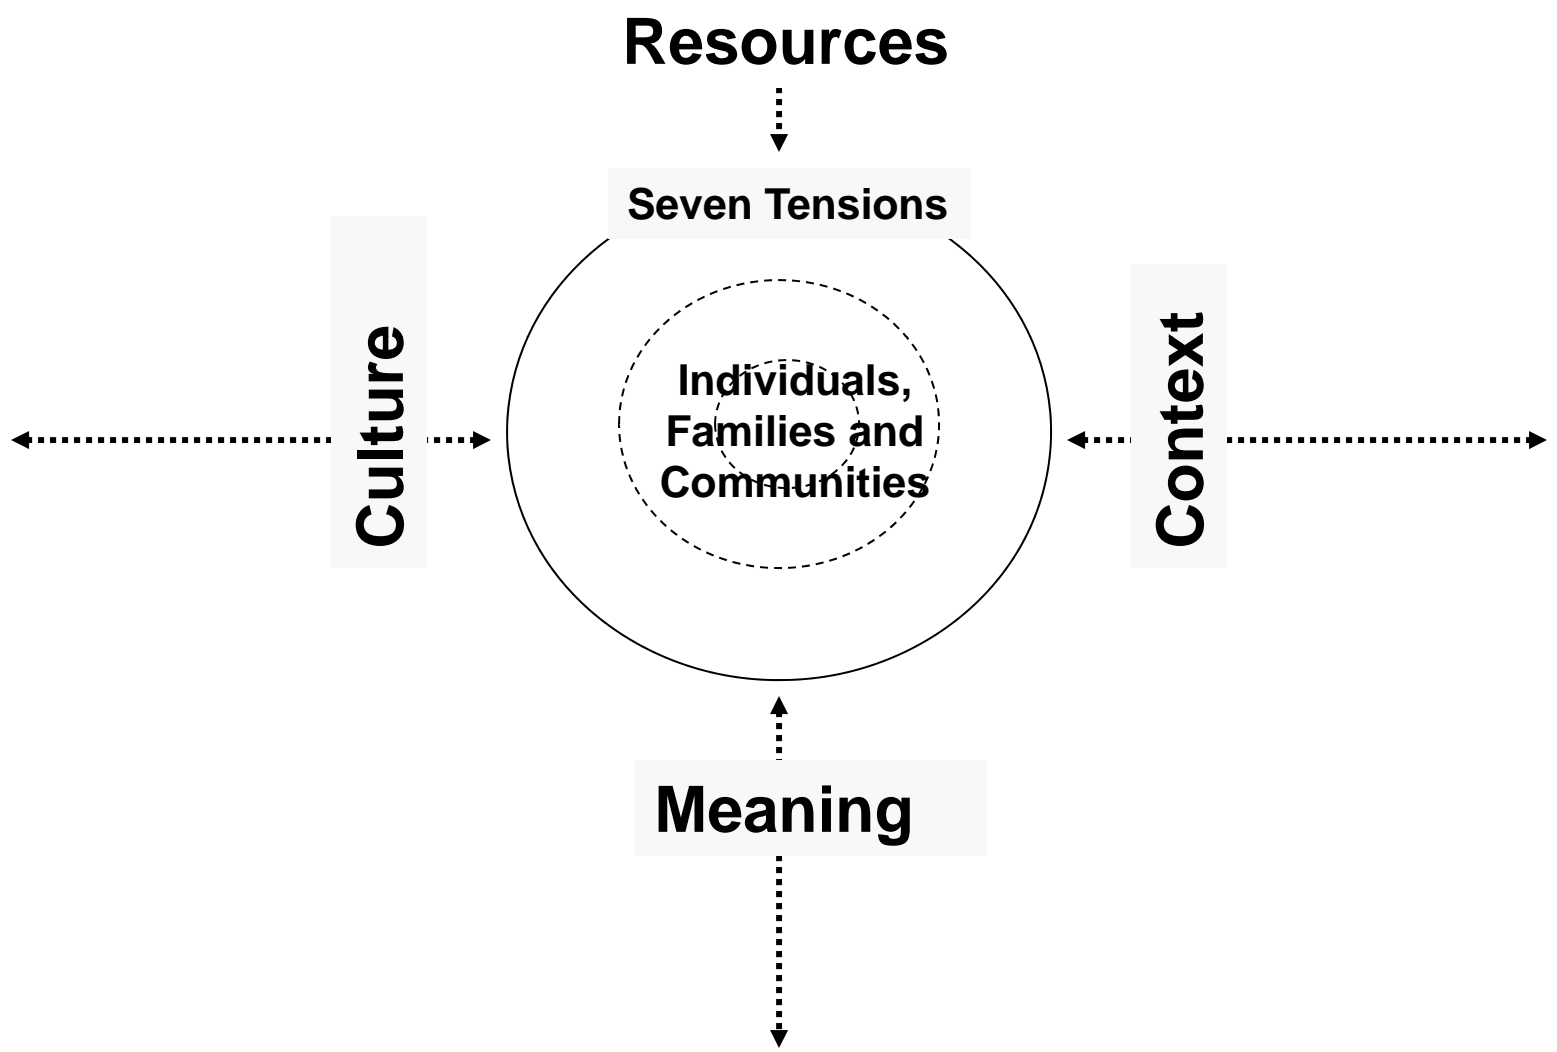 Resources
Seven Tensions
Culture
Individuals,
Families and
Communities
Context
Meaning